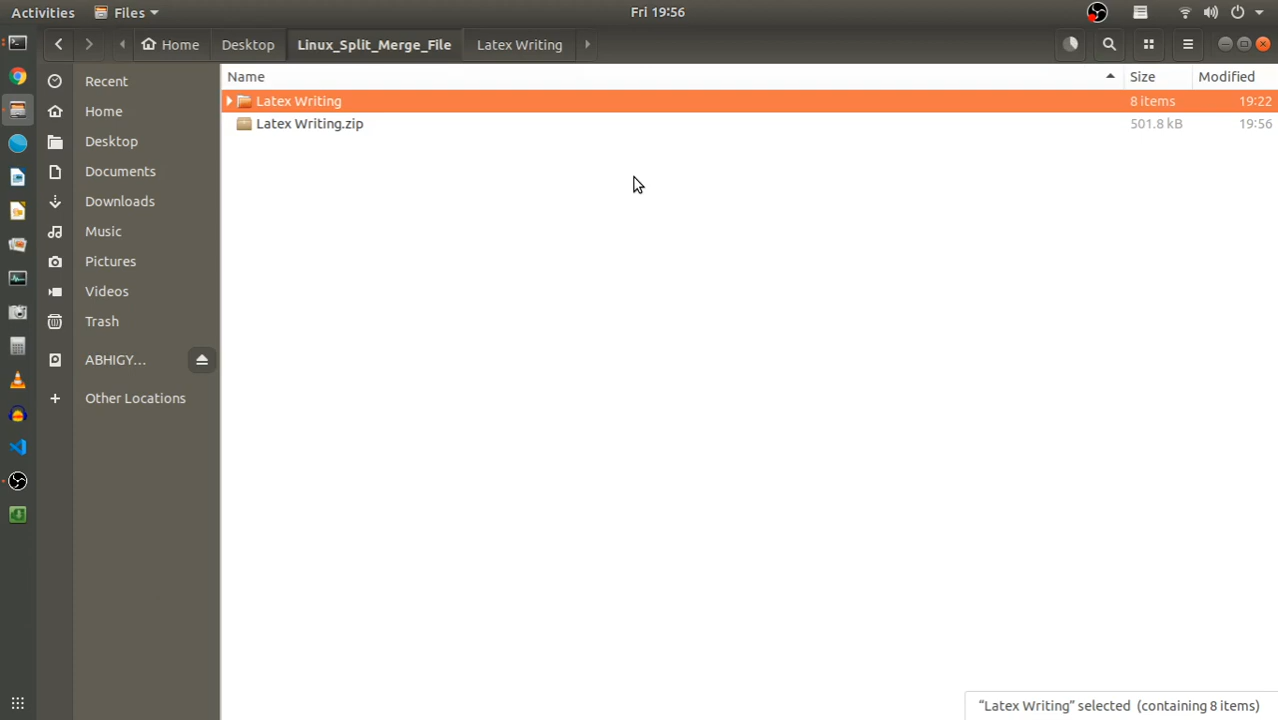 Activities Files Fri 19:56
Home Desktop Linux_Split_Merge_File Latex Writing
Name Size Modified
Latex Writing 8 items 19:22
Latex Writing.zip 501.8 kB 19:56
Recent
Home
Desktop
Documents
Downloads
Music
Pictures
Videos
Trash
ABHIGY...
Other Locations
“Latex Writing” selected (containing 8 items)